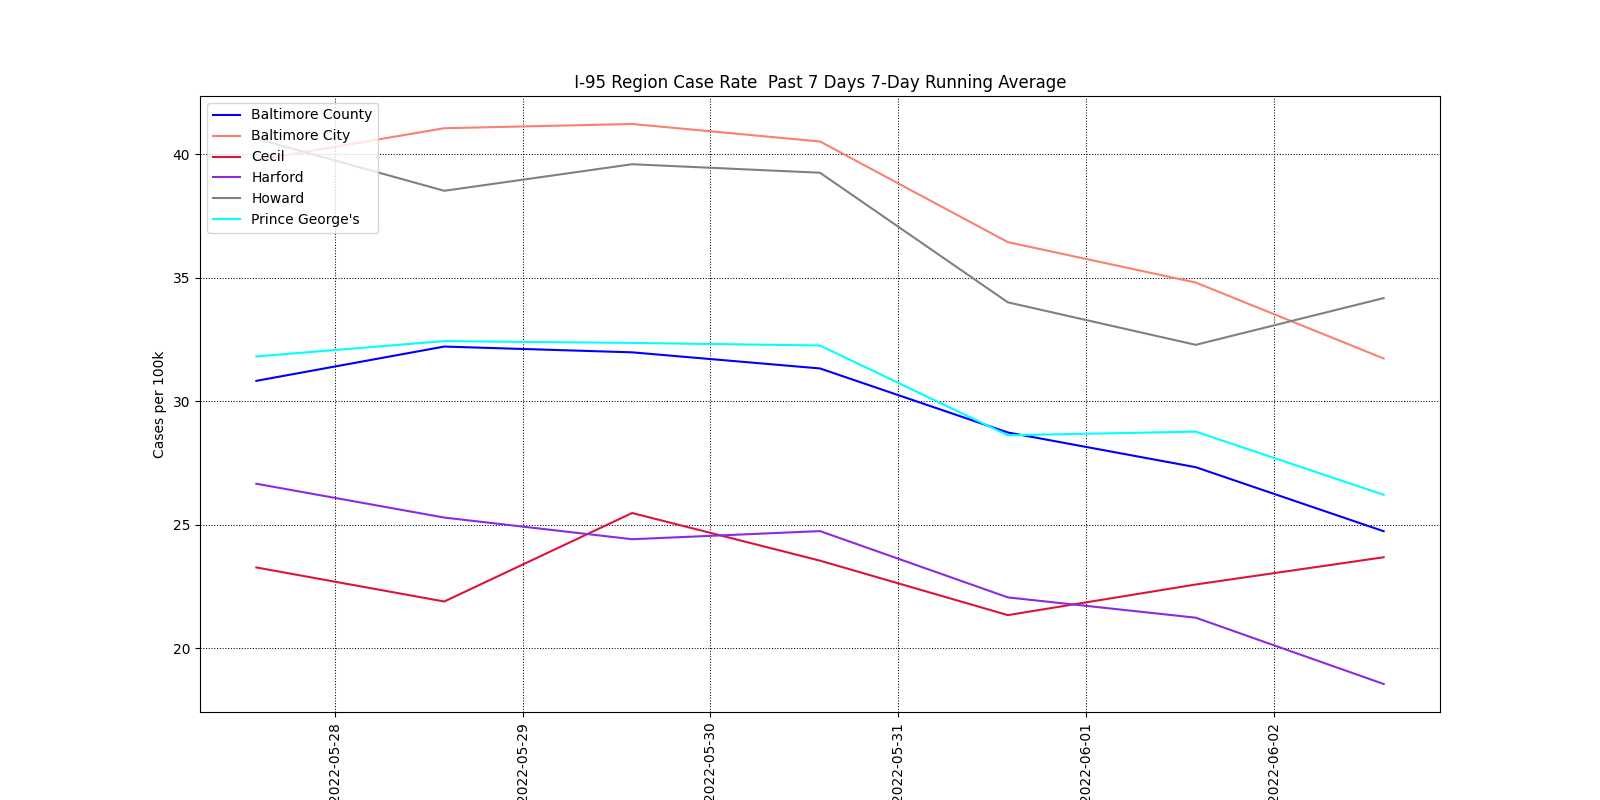 I-95 Region Case Rate  Past 7 Days 7-Day Running Average
Baltimore County
Baltimore City
Cecil
Harford
Howard
Prince George's
Cases per 100k
40
35
30
25
20
2022-05-28
2022-05-29
2022-05-30
2022-05-31
2022-06-01
2022-06-02